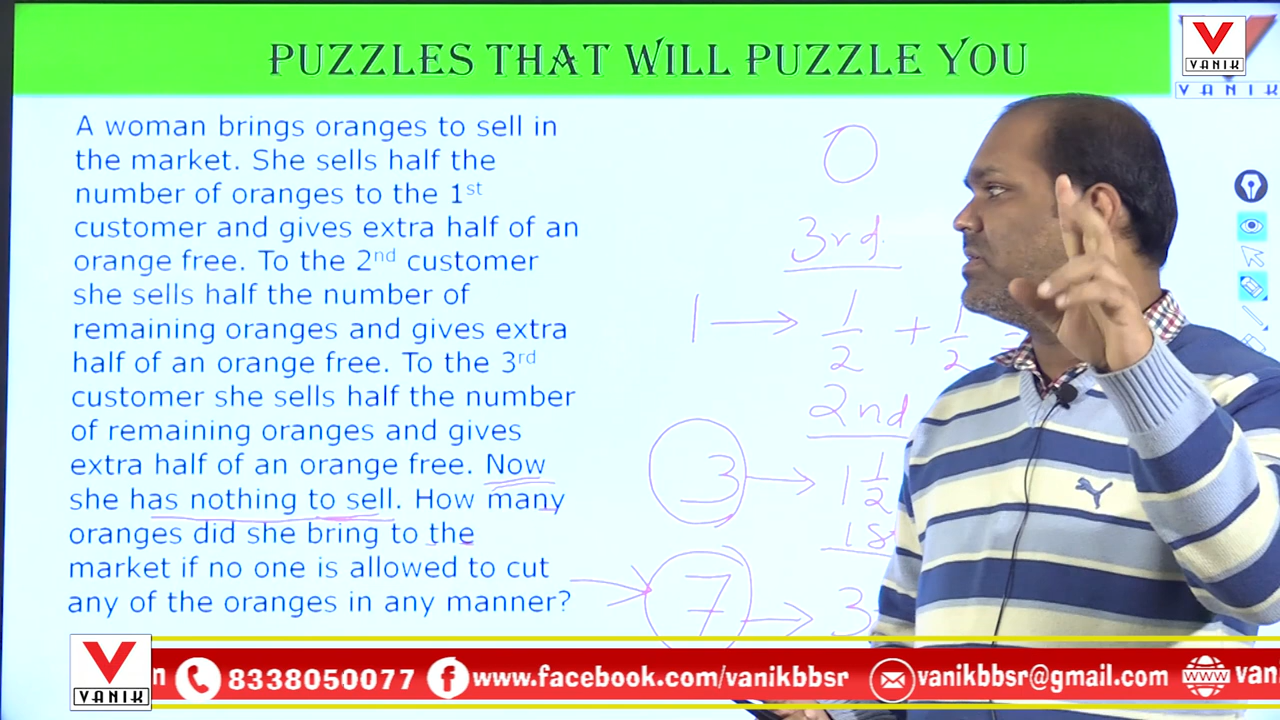 PUZZLES THAT WILL PUZZLE YOU
VANIK
VANIK
A woman brings oranges to sell in
the market. She sells half the
number of oranges to the 1st
customer and gives extra half of an
orange free. To the 2nd customer
she sells half the number of
remaining oranges and gives extra
half of an orange free. To the 3rd
customer she sells half the number
of remaining oranges and gives
extra half of an orange free. Now
she has nothing to sell. How many
oranges did she bring to the
market if no one is allowed to cut
any of the oranges in any manner?
0
3rd
1 → 1/2 + 1/2 =
2nd
3 → 1 1/2
7 → 3
VANIK
n 8338050077 www.facebook.com/vanikbbsr vanikbbsr@gmail.com www van